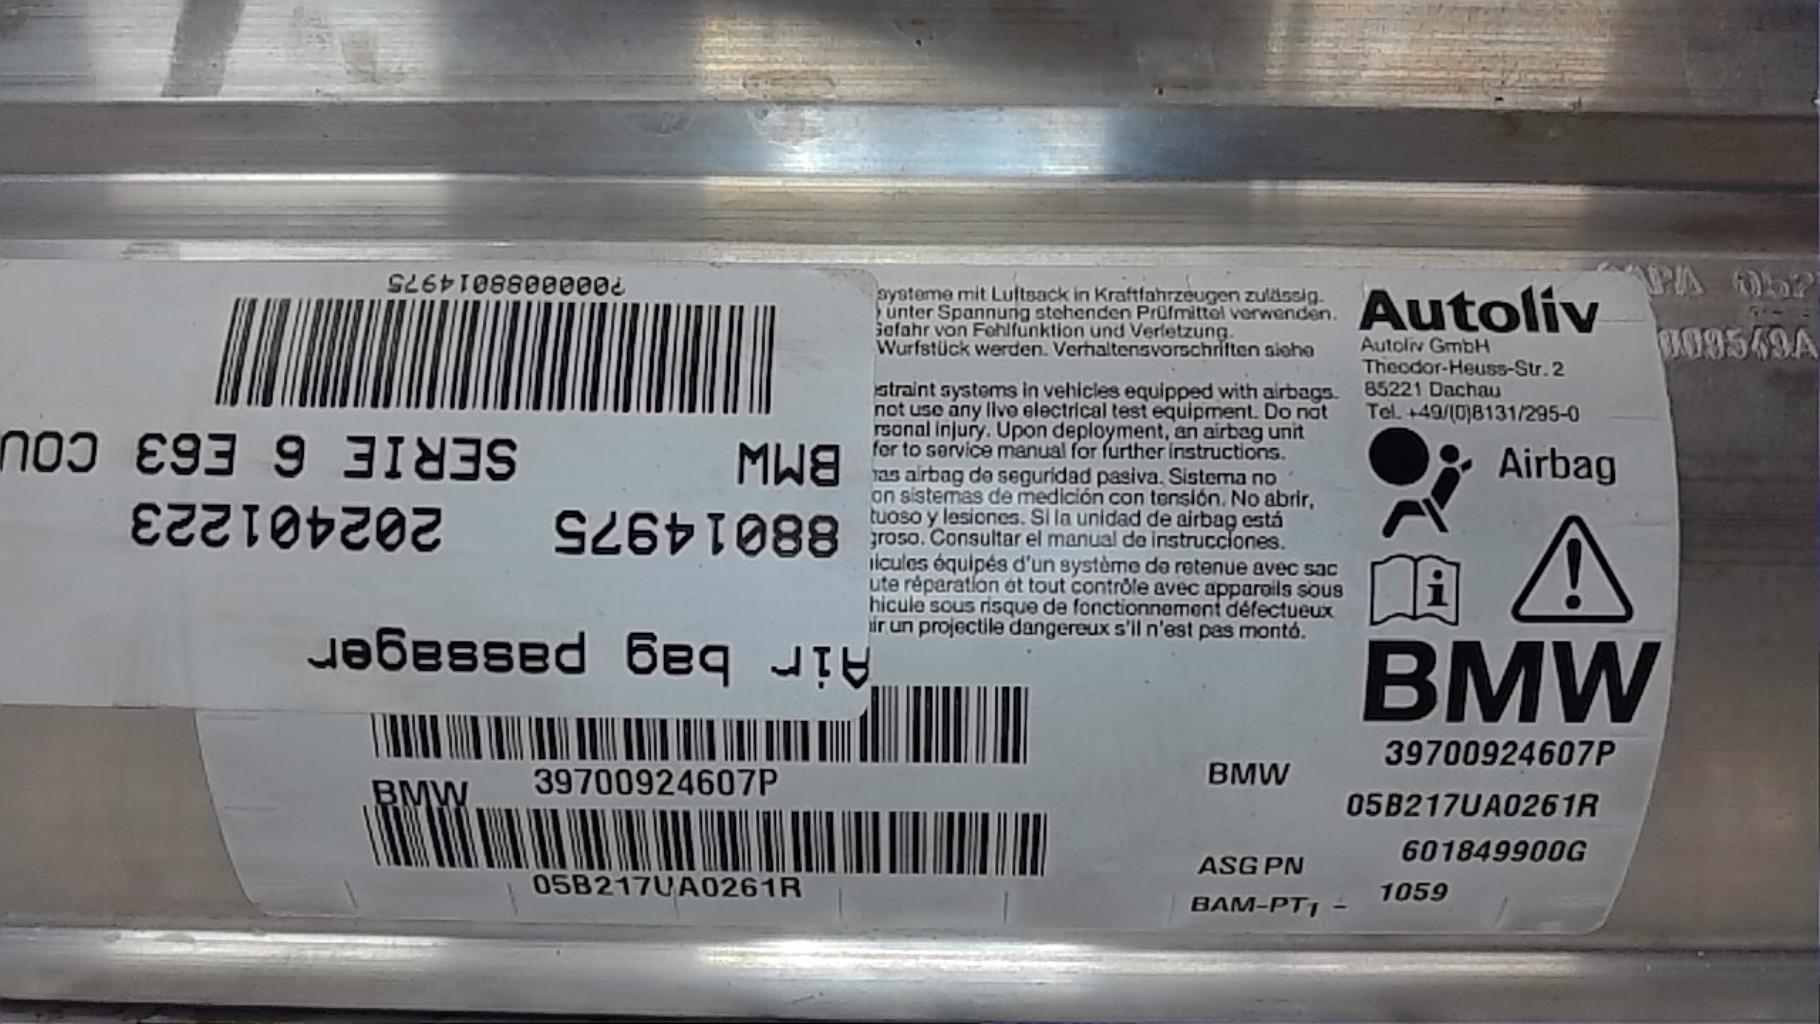 ?0000088014975
BMW SERIE 6 E63 COU
88014975 202401223
Air bag passager
systeme mit Luftsack in Kraftfahrzeugen zulässig.
unter Spannung stehenden Prüfmittel verwenden.
Gefahr von Fehlfunktion und Verletzung.
Wurfstück werden. Verhaltensvorschriften siehe
straint systems in vehicles equipped with airbags.
not use any live electrical test equipment. Do not
rsonal injury. Upon deployment, an airbag unit
fer to service manual for further instructions.
as airbag de seguridad pasiva. Sistema no
on sistemas de medición con tensión. No abrir,
tuoso y lesiones. Si la unidad de airbag está
groso. Consultar el manual de instrucciones.
icules équipés d'un système de retenue avec sac
ute réparation et tout contrôle avec appareils sous
hicule sous risque de fonctionnement défectueux
ir un projectile dangereux s'il n'est pas monté.
Autoliv
Autoliv GmbH
Theodor-Heuss-Str. 2
85221 Dachau
Tel. +49/(0)8131/295-0
Airbag
BMW
39700924607P
BMW 05B217UA0261R
ASG PN 601849900G
BAM-PT1 - 1059
BMW 39700924607P
05B217UA0261R